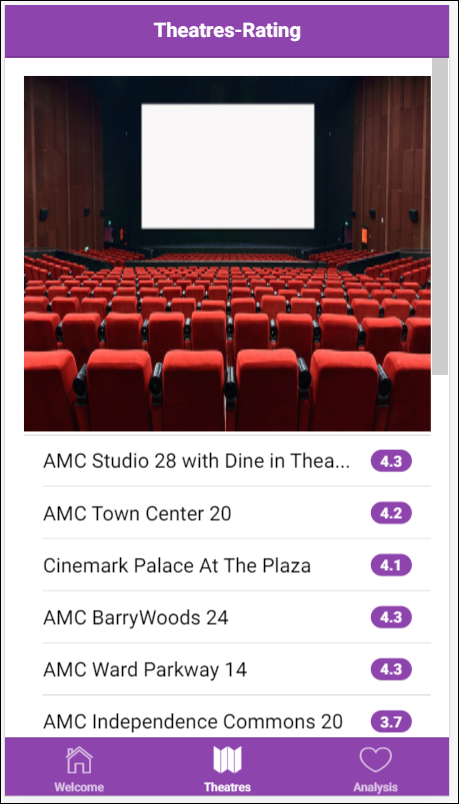 Theatres-Rating
AMC Studio 28 with Dine in Thea... 4.3
AMC Town Center 20 4.2
Cinemark Palace At The Plaza 4.1
AMC BarryWoods 24 4.3
AMC Ward Parkway 14 4.3
AMC Independence Commons 20 3.7
Welcome Theatres Analysis